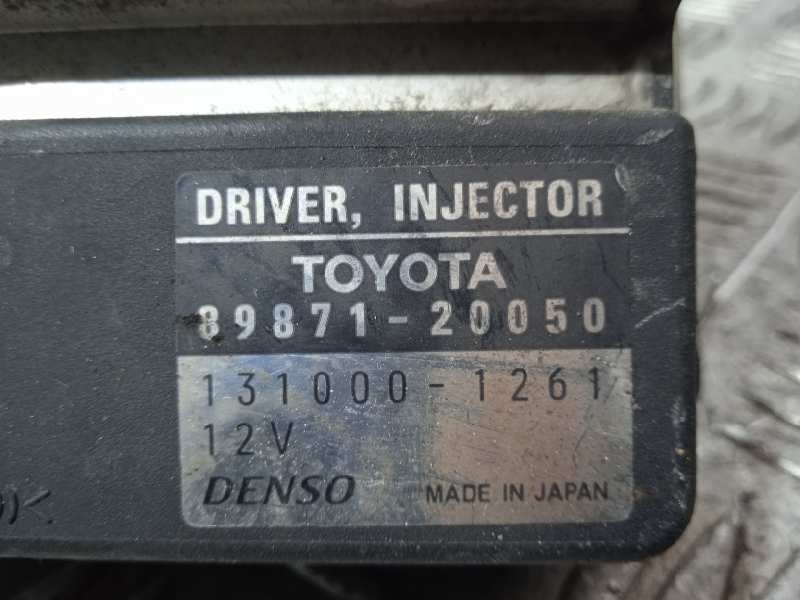 DRIVER, INJECTOR
TOYOTA
89871-20050
131000-1261
12V
DENSO MADE IN JAPAN